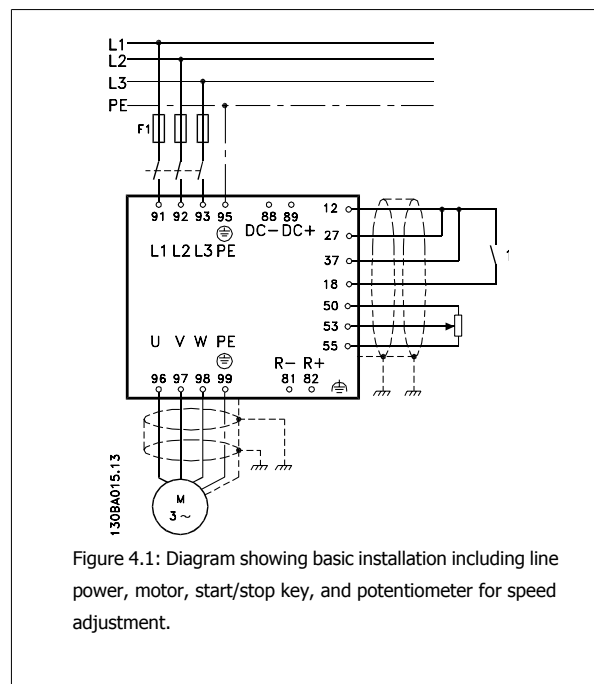 L1
L2
L3
PE
F1
91 92 93 95 88 89
L1 L2 L3 PE DC- DC+
12
27
37
18
50
53
55
U V W PE
R- R+
96 97 98 99 81 82
M
3 ~
130BA015.13
Figure 4.1: Diagram showing basic installation including line
power, motor, start/stop key, and potentiometer for speed
adjustment.